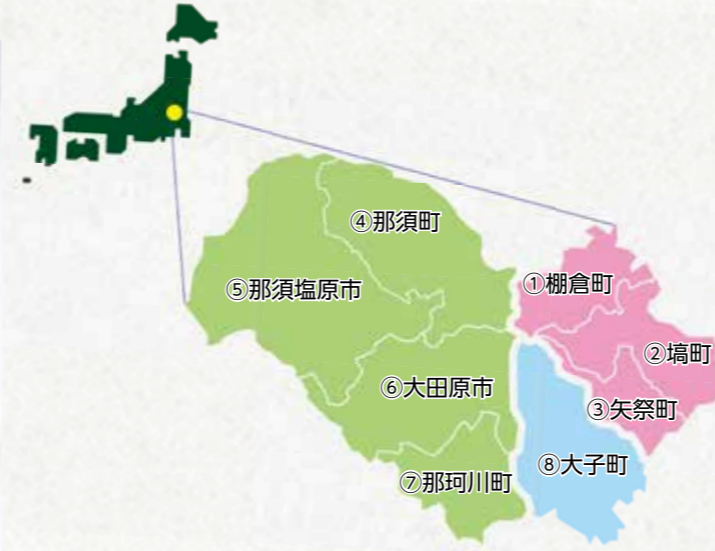 ④那須町
①棚倉町
⑤那須塩原市
②塙町
⑥大田原市
③矢祭町
⑧大子町
⑦那珂川町